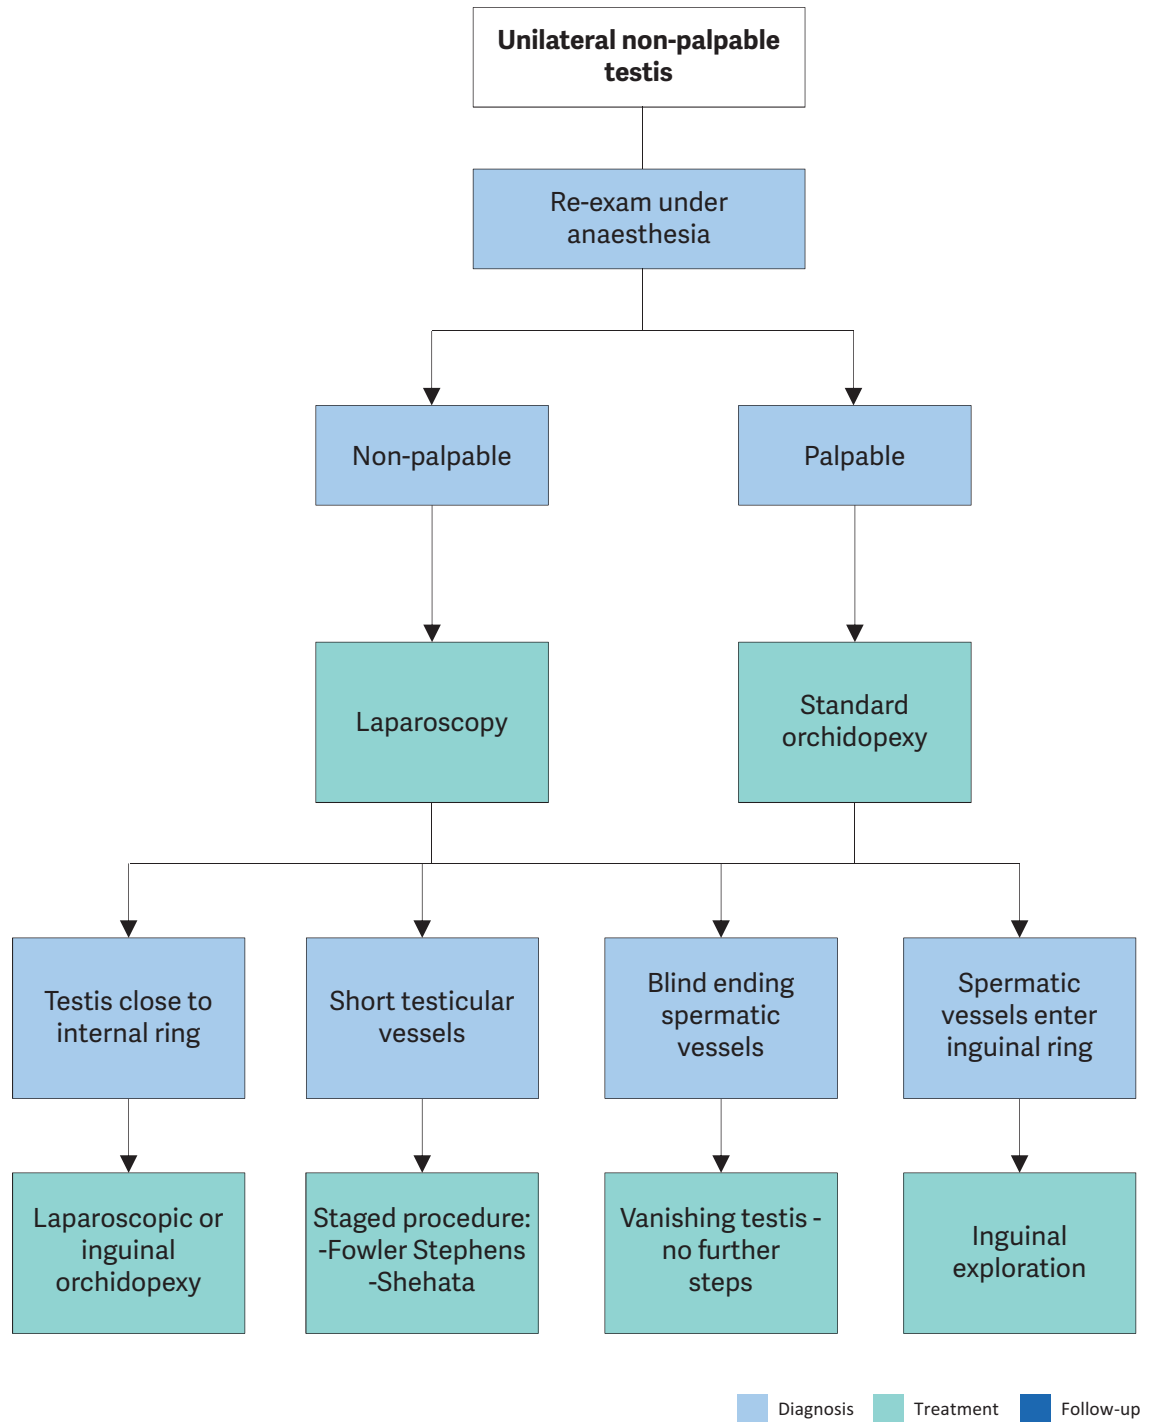 Unilateral non-palpable
testis
Re-exam under
anaesthesia
Non-palpable
Palpable
Laparoscopy
Standard
orchidopexy
Testis close to
internal ring
Short testicular
vessels
Blind ending
spermatic
vessels
Spermatic
vessels enter
inguinal ring
Laparoscopic or
inguinal
orchidopexy
Staged procedure:
-Fowler Stephens
-Shehata
Vanishing testis -
no further
steps
Inguinal
exploration
Diagnosis
Treatment
Follow-up